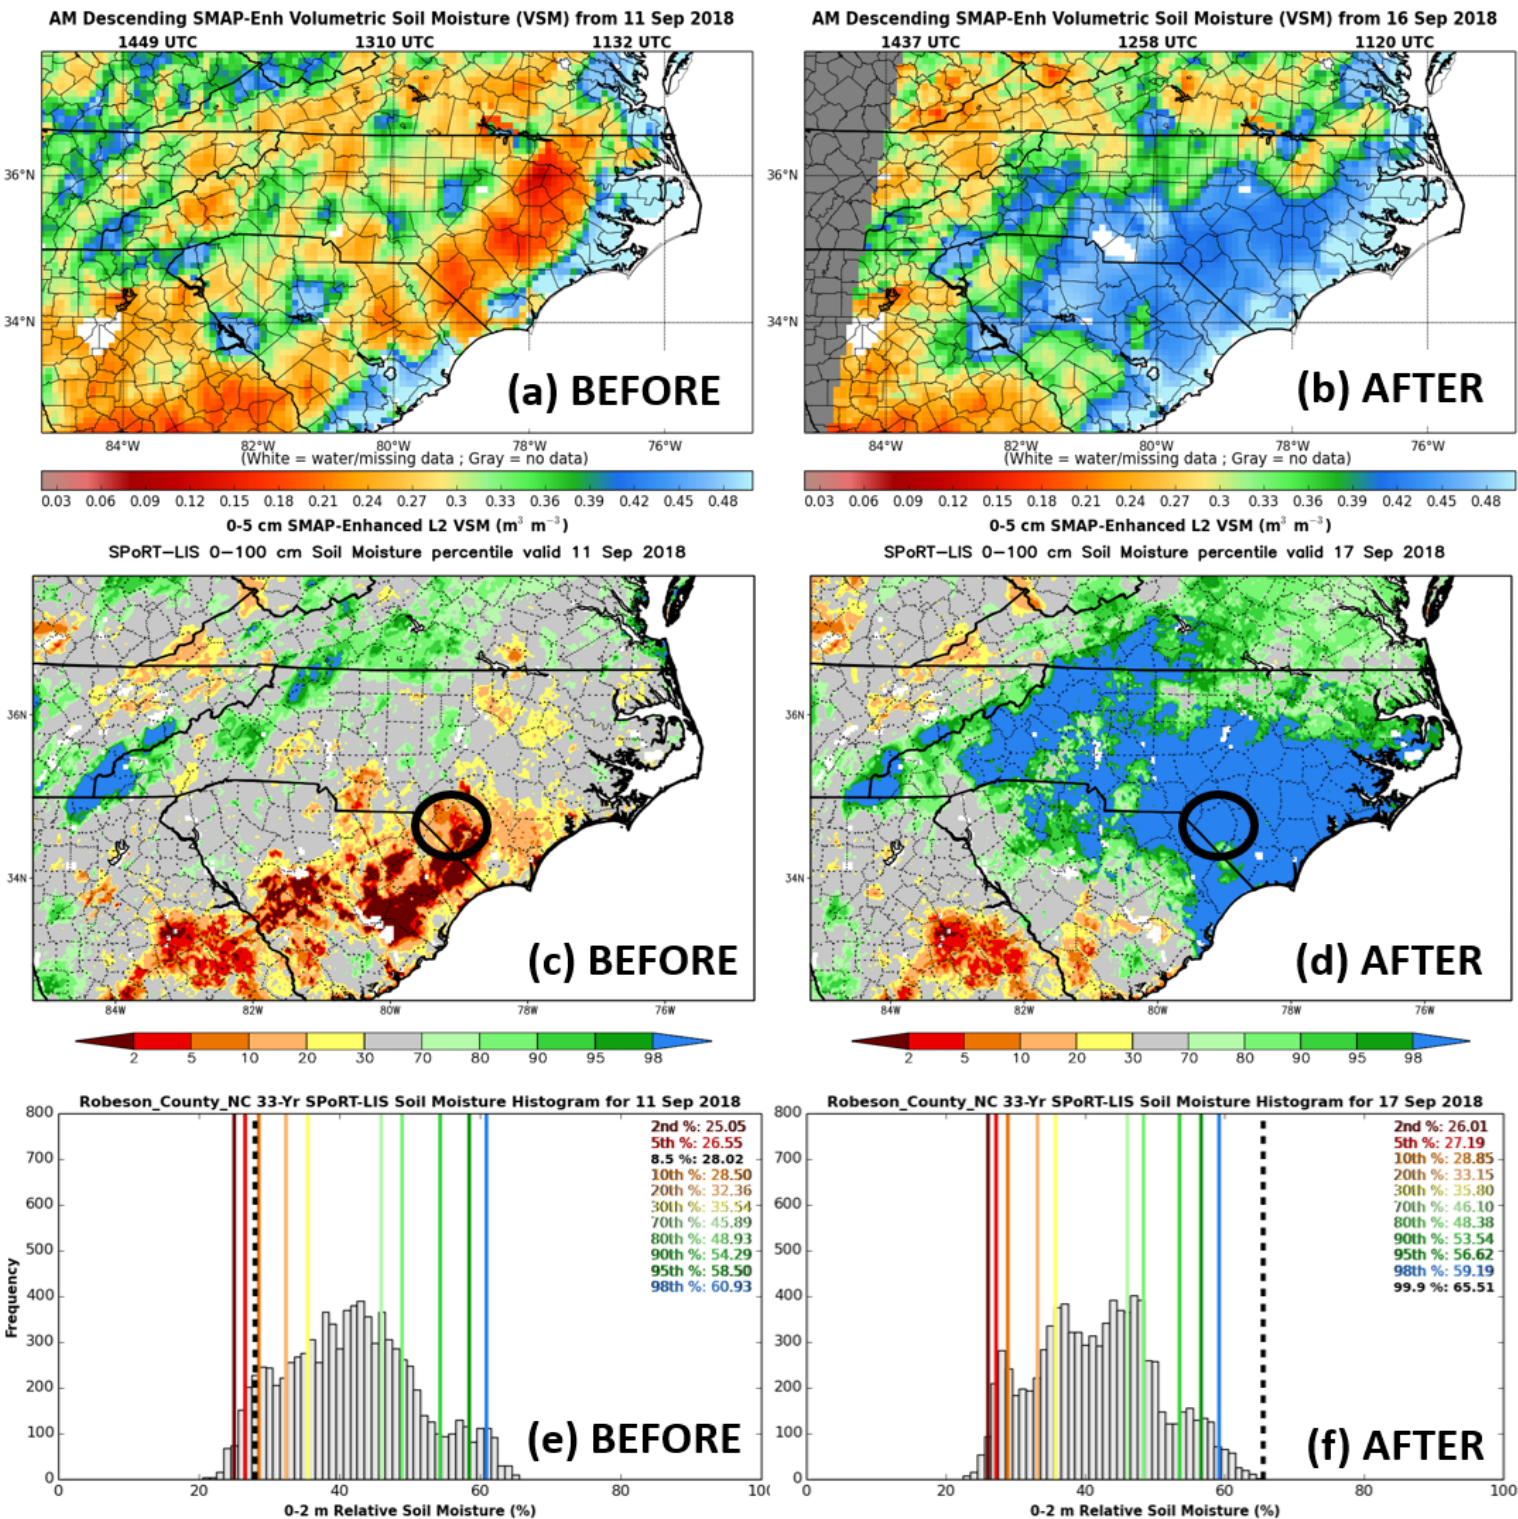 AM Descending SMAP-Enh Volumetric Soil Moisture (VSM) from 11 Sep 2018
1449 UTC 1310 UTC 1132 UTC
36°N
34°N
(a) BEFORE
84°W 82°W 80°W 78°W 76°W
(White = water/missing data ; Gray = no data)
0.03 0.06 0.09 0.12 0.15 0.18 0.21 0.24 0.27 0.3 0.33 0.36 0.39 0.42 0.45 0.48
0-5 cm SMAP-Enhanced L2 VSM (m³ m⁻³)
AM Descending SMAP-Enh Volumetric Soil Moisture (VSM) from 16 Sep 2018
1437 UTC 1258 UTC 1120 UTC
36°N
34°N
(b) AFTER
84°W 82°W 80°W 78°W 76°W
(White = water/missing data ; Gray = no data)
0.03 0.06 0.09 0.12 0.15 0.18 0.21 0.24 0.27 0.3 0.33 0.36 0.39 0.42 0.45 0.48
0-5 cm SMAP-Enhanced L2 VSM (m³ m⁻³)
SPoRT-LIS 0-100 cm Soil Moisture percentile valid 11 Sep 2018
36N
34N
(c) BEFORE
84W 82W 80W 78W 76W
2 5 10 20 30 70 80 90 95 98
SPoRT-LIS 0-100 cm Soil Moisture percentile valid 17 Sep 2018
36N
34N
(d) AFTER
84W 82W 80W 78W 76W
2 5 10 20 30 70 80 90 95 98
Robeson_County_NC 33-Yr SPoRT-LIS Soil Moisture Histogram for 11 Sep 2018
800
700
600
500
400
300
200
100
0
Frequency
2nd %: 25.05
5th %: 26.55
8.5 %: 28.02
10th %: 28.50
20th %: 32.36
30th %: 35.54
70th %: 45.89
80th %: 48.93
90th %: 54.29
95th %: 58.50
98th %: 60.93
(e) BEFORE
0 20 40 60 80
0-2 m Relative Soil Moisture (%)
Robeson_County_NC 33-Yr SPoRT-LIS Soil Moisture Histogram for 17 Sep 2018
800
700
600
500
400
300
200
100
0
2nd %: 26.01
5th %: 27.19
10th %: 28.85
20th %: 33.15
30th %: 35.80
70th %: 46.10
80th %: 48.38
90th %: 53.54
95th %: 56.62
98th %: 59.19
99.9 %: 65.51
(f) AFTER
0 20 40 60 80 100
0-2 m Relative Soil Moisture (%)